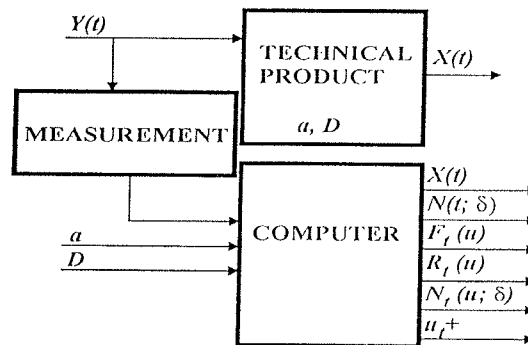 Y(t)
TECHNICAL
PRODUCT
X(t)
a, D
MEASUREMENT
COMPUTER
a
D
X(t)
N(t; δ)
F_t (u)
R_t (u)
N_t (u; δ)
u_t+